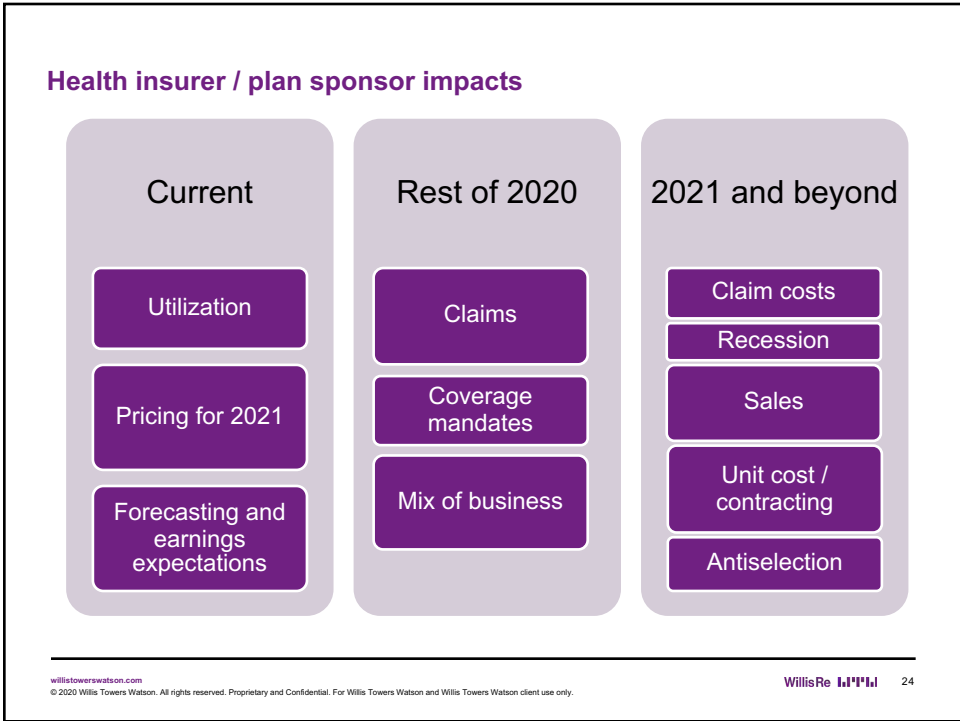 Health insurer / plan sponsor impacts
Current
Utilization
Pricing for 2021
Forecasting and
earnings
expectations
Rest of 2020
Claims
Coverage
mandates
Mix of business
2021 and beyond
Claim costs
Recession
Sales
Unit cost /
contracting
Antiselection
willistowerswatson.com
© 2020 Willis Towers Watson. All rights reserved. Proprietary and Confidential. For Willis Towers Watson and Willis Towers Watson client use only.
Willis Re
24